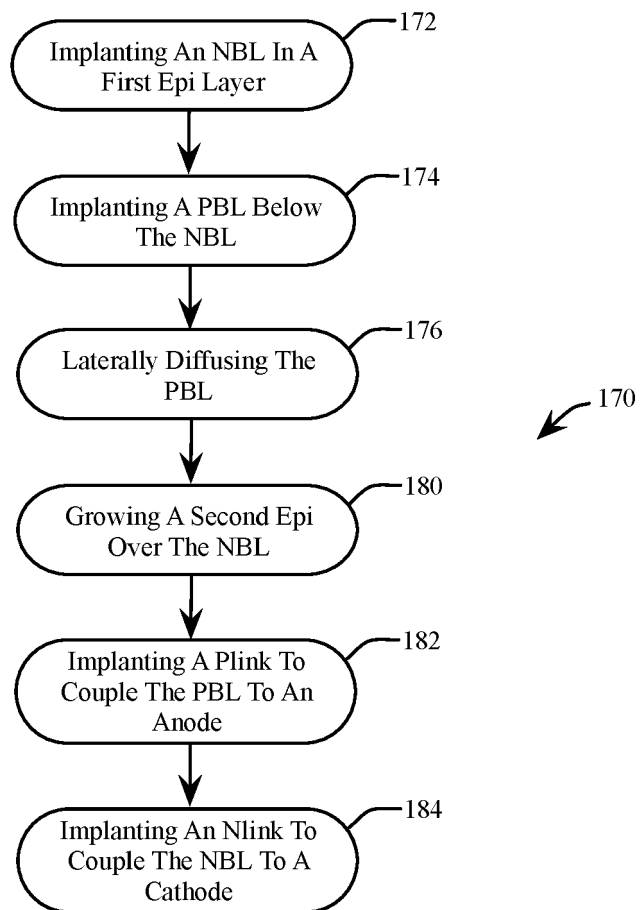 172
Implanting An NBL In A
First Epi Layer
174
Implanting A PBL Below
The NBL
176
Laterally Diffusing The
PBL
170
180
Growing A Second Epi
Over The NBL
182
Implanting A Plink To
Couple The PBL To An
Anode
184
Implanting An Nlink To
Couple The NBL To A
Cathode